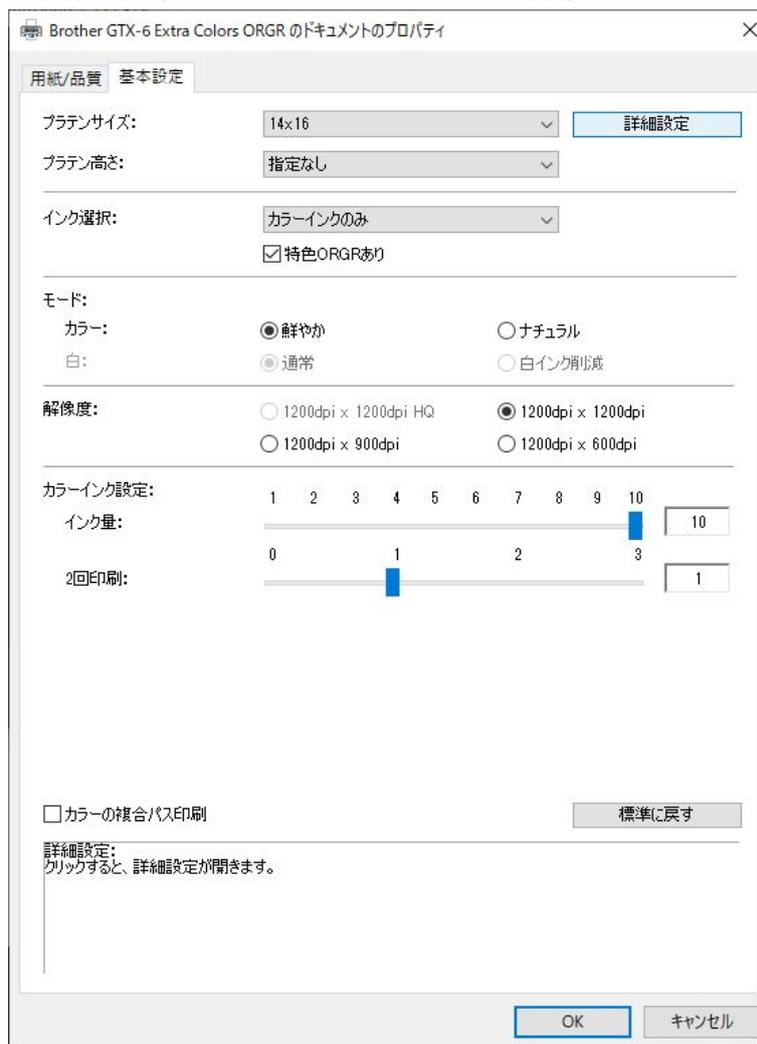 Brother GTX-6 Extra Colors ORGR のドキュメントのプロパティ
用紙/品質 基本設定
プラテンサイズ: 14x16 詳細設定
プラテン高さ: 指定なし
インク選択: カラーインクのみ
特色ORGRあり
モード:
カラー: 鮮やか ナチュラル
白: 通常 白インク削減
解像度: 1200dpi x 1200dpi HQ 1200dpi x 1200dpi
1200dpi x 900dpi 1200dpi x 600dpi
カラーインク設定: 1 2 3 4 5 6 7 8 9 10
インク量: 10
0 1 2 3
2回印刷: 1
カラーの複合パス印刷 標準に戻す
詳細設定:
クリックすると、詳細設定が開きます。
OK キャンセル